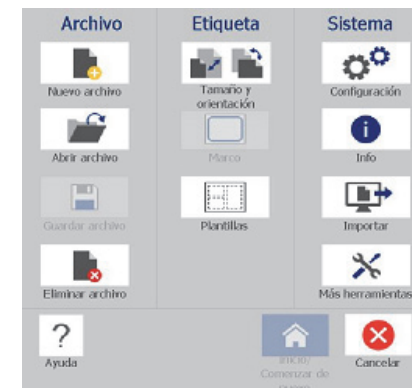 Archivo
Etiqueta
Sistema
Nuevo archivo
Tamaño y
orientación
Configuración
Abrir archivo
Marco
Info
Guardar archivo
Plantillas
Importar
Eliminar archivo
Más herramientas
?
Ayuda
Inicio/
Comenzar de
nuevo
Cancelar